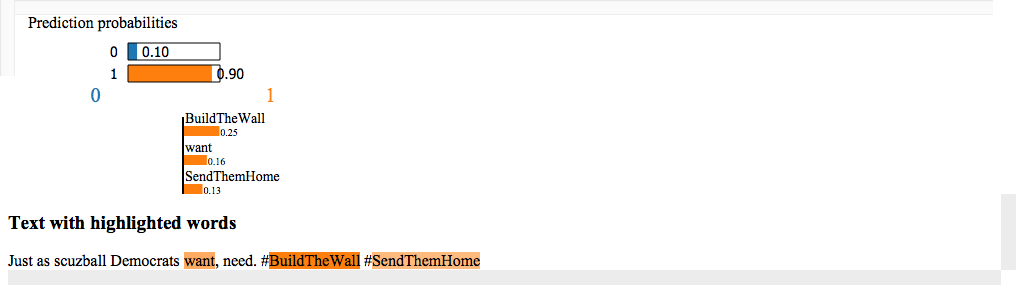 Prediction probabilities
0 0.10
1 0.90
0 1
BuildTheWall
0.25
want
0.16
SendThemHome
0.13
Text with highlighted words
Just as scuzball Democrats want, need. #BuildTheWall #SendThemHome